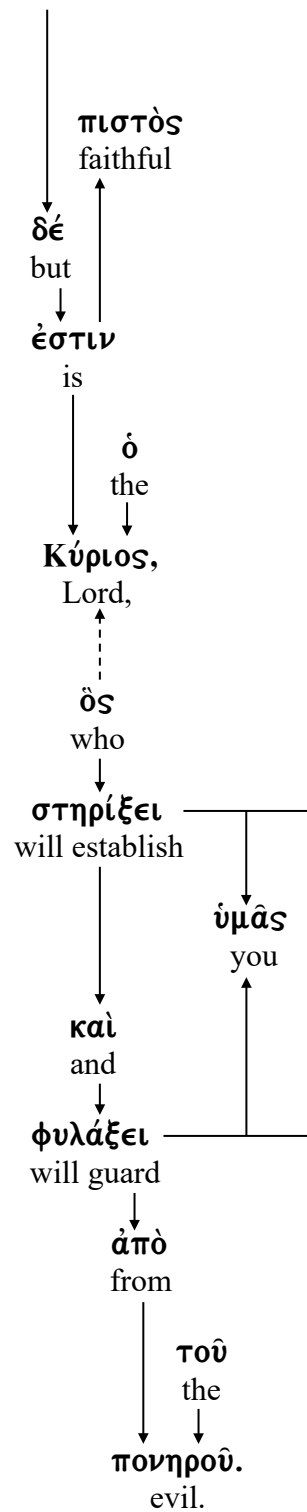 πιστὸς
faithful
δέ
but
ἐστιν
is
ὁ
the
Κύριος,
Lord,
ὃς
who
στηρίξει
will establish
ὑμᾶς
you
καὶ
and
φυλάξει
will guard
ἀπὸ
from
τοῦ
the
πονηροῦ.
evil.